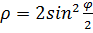 ρ = 2sin² φ/2